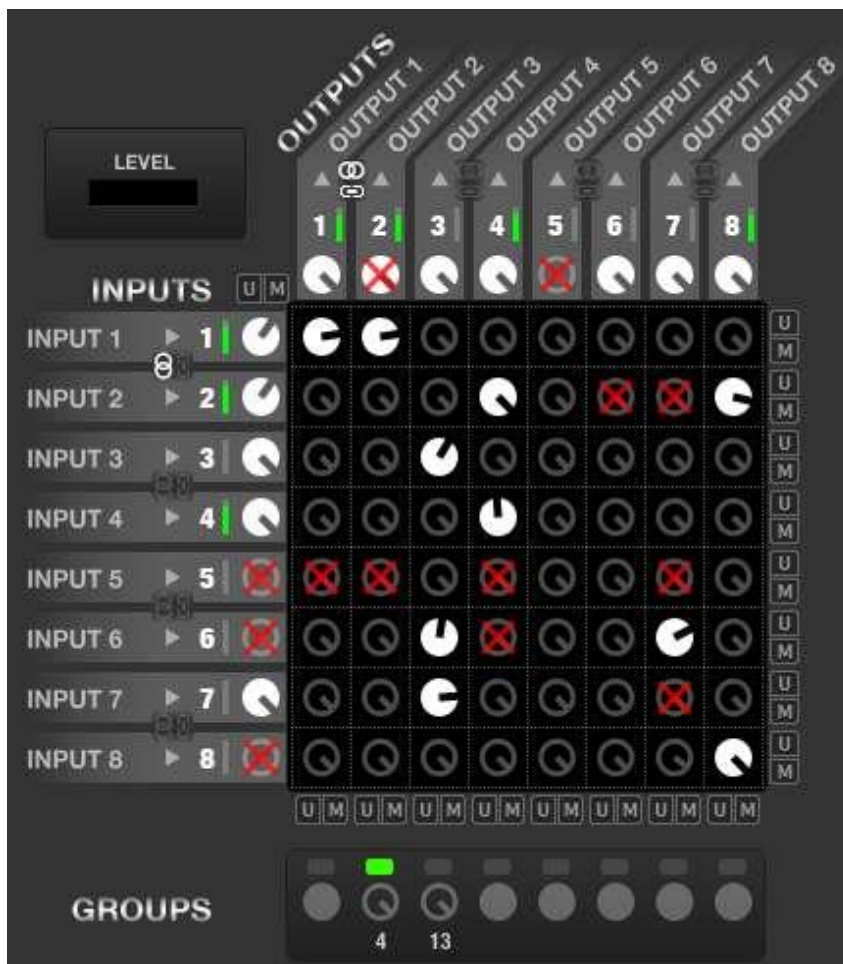 OUTPUTS
OUTPUT 1
OUTPUT 2
OUTPUT 3
OUTPUT 4
OUTPUT 5
OUTPUT 6
OUTPUT 7
OUTPUT 8
LEVEL
1 2 3 4 5 6 7 8
INPUTS U M
INPUT 1 1 U M
INPUT 2 2 U M
INPUT 3 3 U M
INPUT 4 4 U M
INPUT 5 5 U M
INPUT 6 6 U M
INPUT 7 7 U M
INPUT 8 8 U M
U M U M U M U M U M U M U M U M
GROUPS
4 13